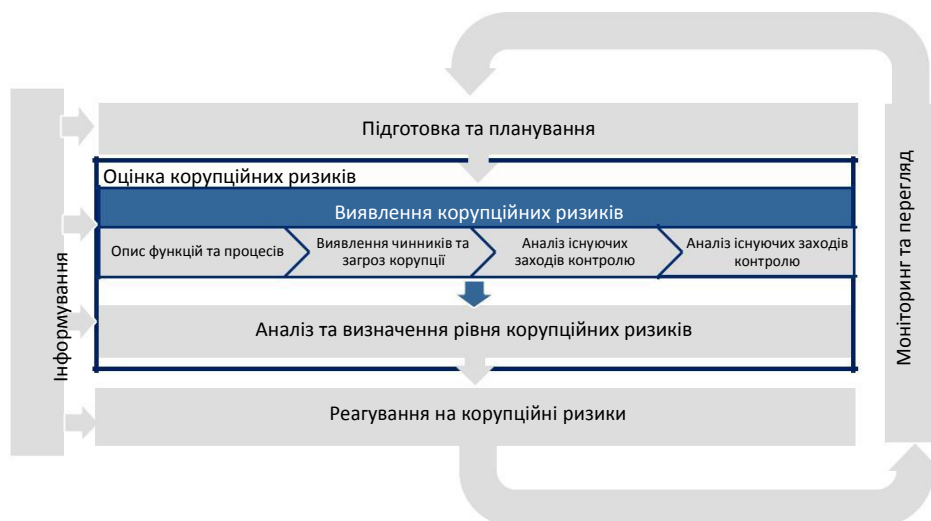 Підготовка та планування
Оцінка корупційних ризиків
Виявлення корупційних ризиків
Опис функцій та процесів
Виявлення чинників та
загроз корупції
Аналіз існуючих
заходів контролю
Аналіз існуючих заходів
контролю
Аналіз та визначення рівня корупційних ризиків
Реагування на корупційні ризики
Інформування
Моніторинг та перегляд